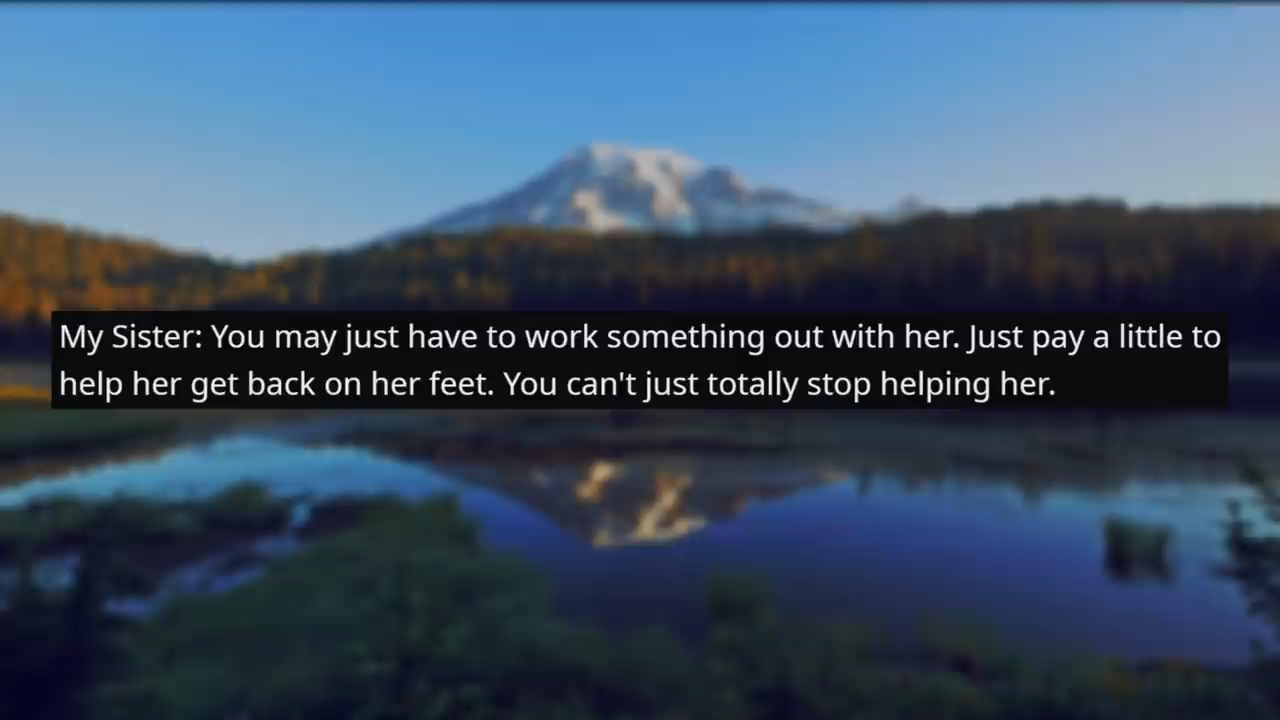 My Sister: You may just have to work something out with her. Just pay a little to
help her get back on her feet. You can't just totally stop helping her.